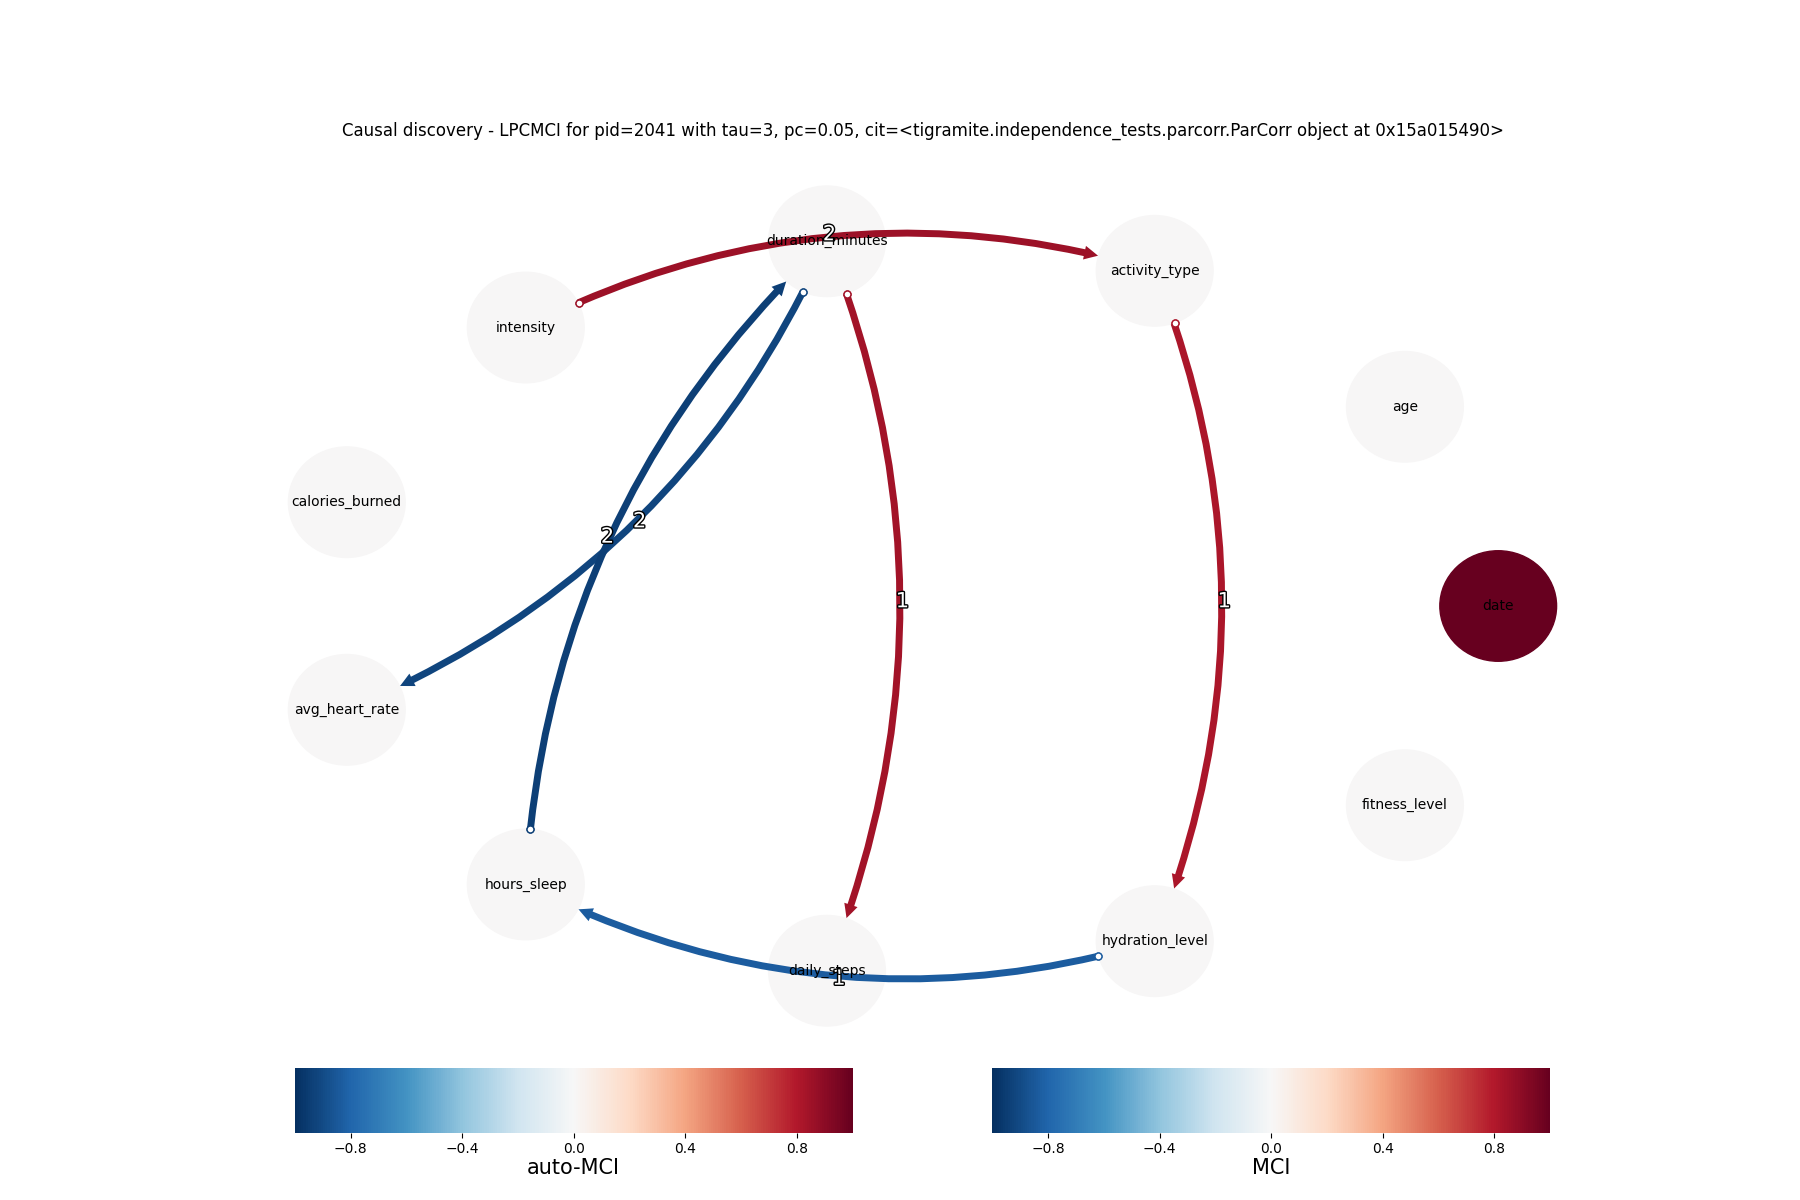 Causal discovery - LPCMCI for pid=2041 with tau=3, pc=0.05, cit=<tigramite.independence_tests.parcorr.ParCorr object at 0x15a015490>
2
duration_minutes
activity_type
intensity
age
calories_burned
2
2
1
1
date
avg_heart_rate
fitness_level
hours_sleep
hydration_level
daily_steps
1
−0.8 −0.4 0.0 0.4 0.8
auto-MCI
−0.8 −0.4 0.0 0.4 0.8
MCI